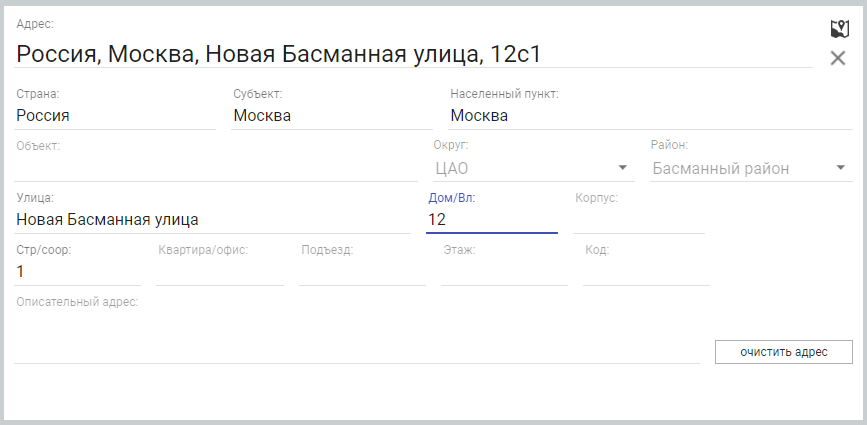 Адрес:
Россия, Москва, Новая Басманная улица, 12с1
Страна: Субъект: Населенный пункт:
Россия Москва Москва
Объект: Округ: Район:
ЦАО Басманный район
Улица: Дом/Вл: Корпус:
Новая Басманная улица 12
Стр/соор: Квартира/офис: Подъезд: Этаж: Код:
1
Описательный адрес:
очистить адрес